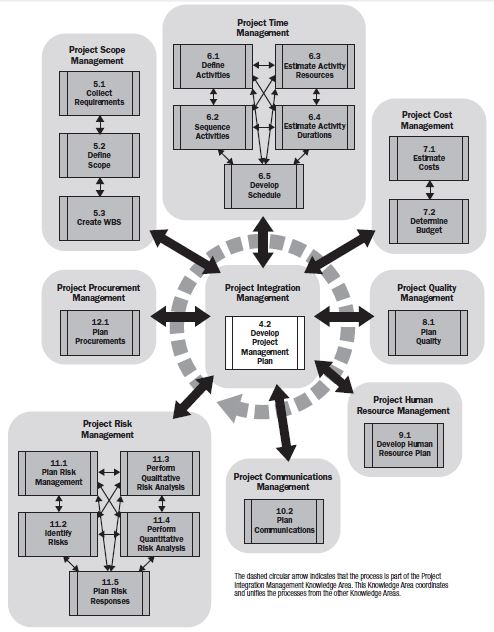 Project Time
Management
6.1
Define
Activities
6.3
Estimate Activity
Resources
6.2
Sequence
Activities
6.4
Estimate Activity
Durations
6.5
Develop
Schedule
Project Scope
Management
5.1
Collect
Requirements
5.2
Define
Scope
5.3
Create WBS
Project Cost
Management
7.1
Estimate
Costs
7.2
Determine
Budget
Project Procurement
Management
12.1
Plan
Procurements
Project Integration
Management
4.2
Develop
Project
Management
Plan
Project Quality
Management
8.1
Plan
Quality
Project Human
Resource Management
9.1
Develop Human
Resource Plan
Project Risk
Management
11.1
Plan Risk
Management
11.3
Perform
Qualitative
Risk Analysis
11.2
Identify
Risks
11.4
Perform
Quantitative
Risk Analysis
11.5
Plan Risk
Responses
Project Communications
Management
10.2
Plan
Communications
The dashed circular arrow indicates that the process is part of the Project
Integration Management Knowledge Area. This Knowledge Area coordinates
and unifies the processes from the other Knowledge Areas.